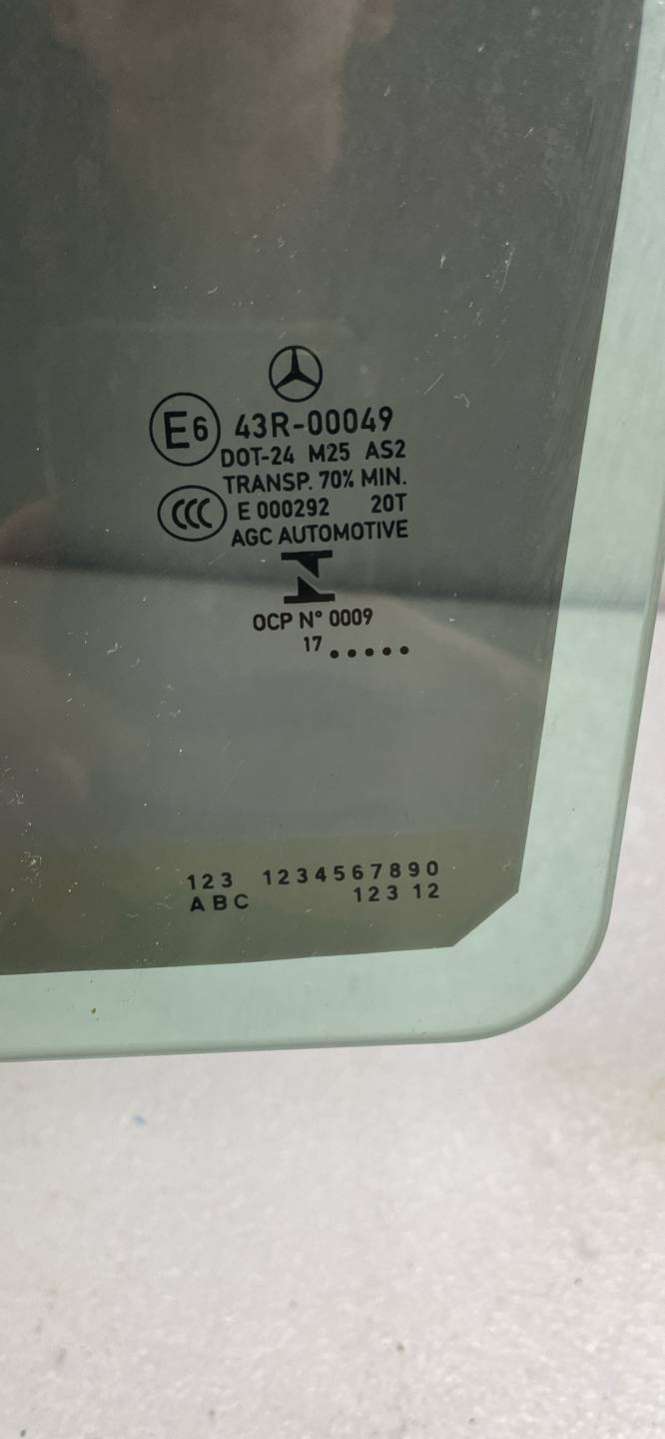 E6 43R-00049
DOT-24 M25 AS2
TRANSP. 70% MIN.
CCC E 000292 20T
AGC AUTOMOTIVE
OCP N° 0009
17 .....
123 1234567890
ABC 123 12